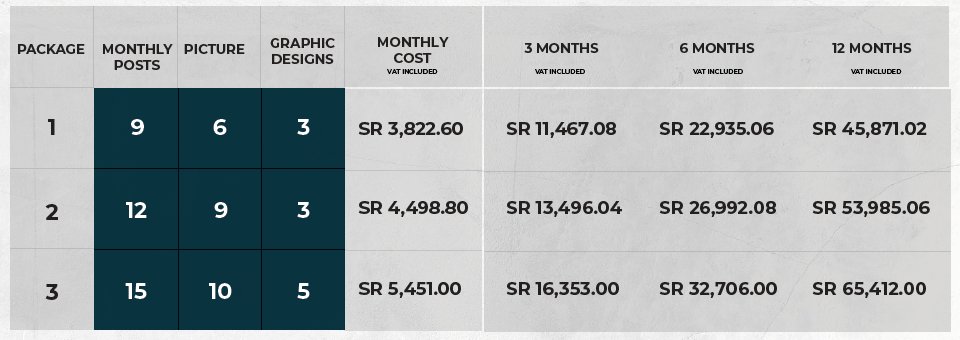 PACKAGE MONTHLY POSTS PICTURE GRAPHIC DESIGNS MONTHLY COST VAT INCLUDED 3 MONTHS VAT INCLUDED 6 MONTHS VAT INCLUDED 12 MONTHS VAT INCLUDED
1 9 6 3 SR 3,822.60 SR 11,467.08 SR 22,935.06 SR 45,871.02
2 12 9 3 SR 4,498.80 SR 13,496.04 SR 26,992.08 SR 53,985.06
3 15 10 5 SR 5,451.00 SR 16,353.00 SR 32,706.00 SR 65,412.00